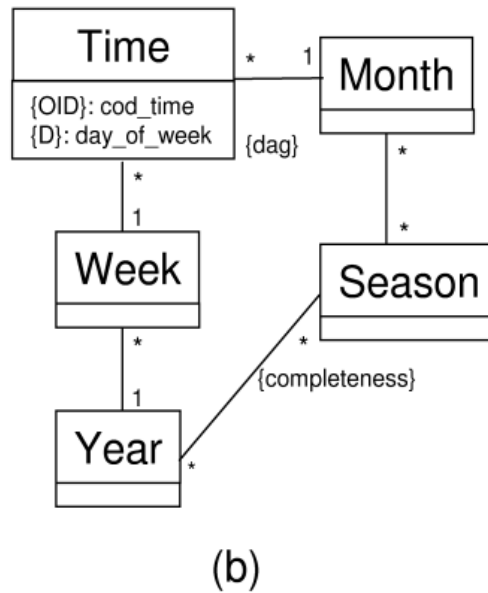 Time
{OID}: cod_time
{D}: day_of_week
* 1
Month
{dag}
*
1
*
*
Week
Season
*
1
*
{completeness}
Year
*
(b)